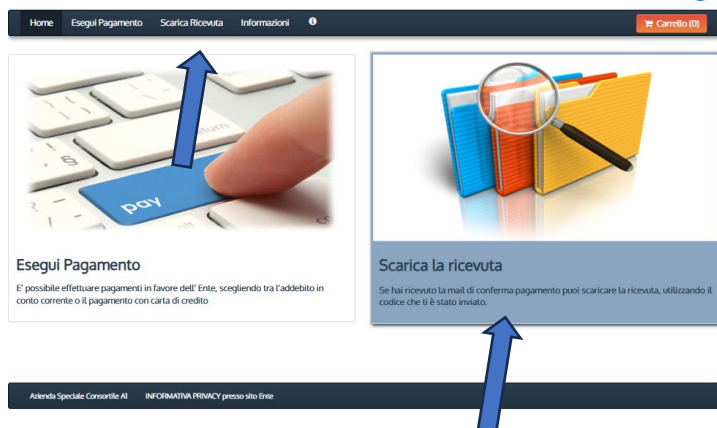 Home Esegui Pagamento Scarica Ricevuta Informazioni Carrello (0)
return
§
pay
alt
Esegui Pagamento
E' possibile effettuare pagamenti in favore dell' Ente, scegliendo tra l'addebito in
conto corrente o il pagamento con carta di credito
Scarica la ricevuta
Se hai ricevuto la mail di conferma pagamento puoi scaricare la ricevuta, utilizzando il
codice che ti è stato inviato.
Azienda Speciale Consortile A1 INFORMATIVA PRIVACY presso sito Ente